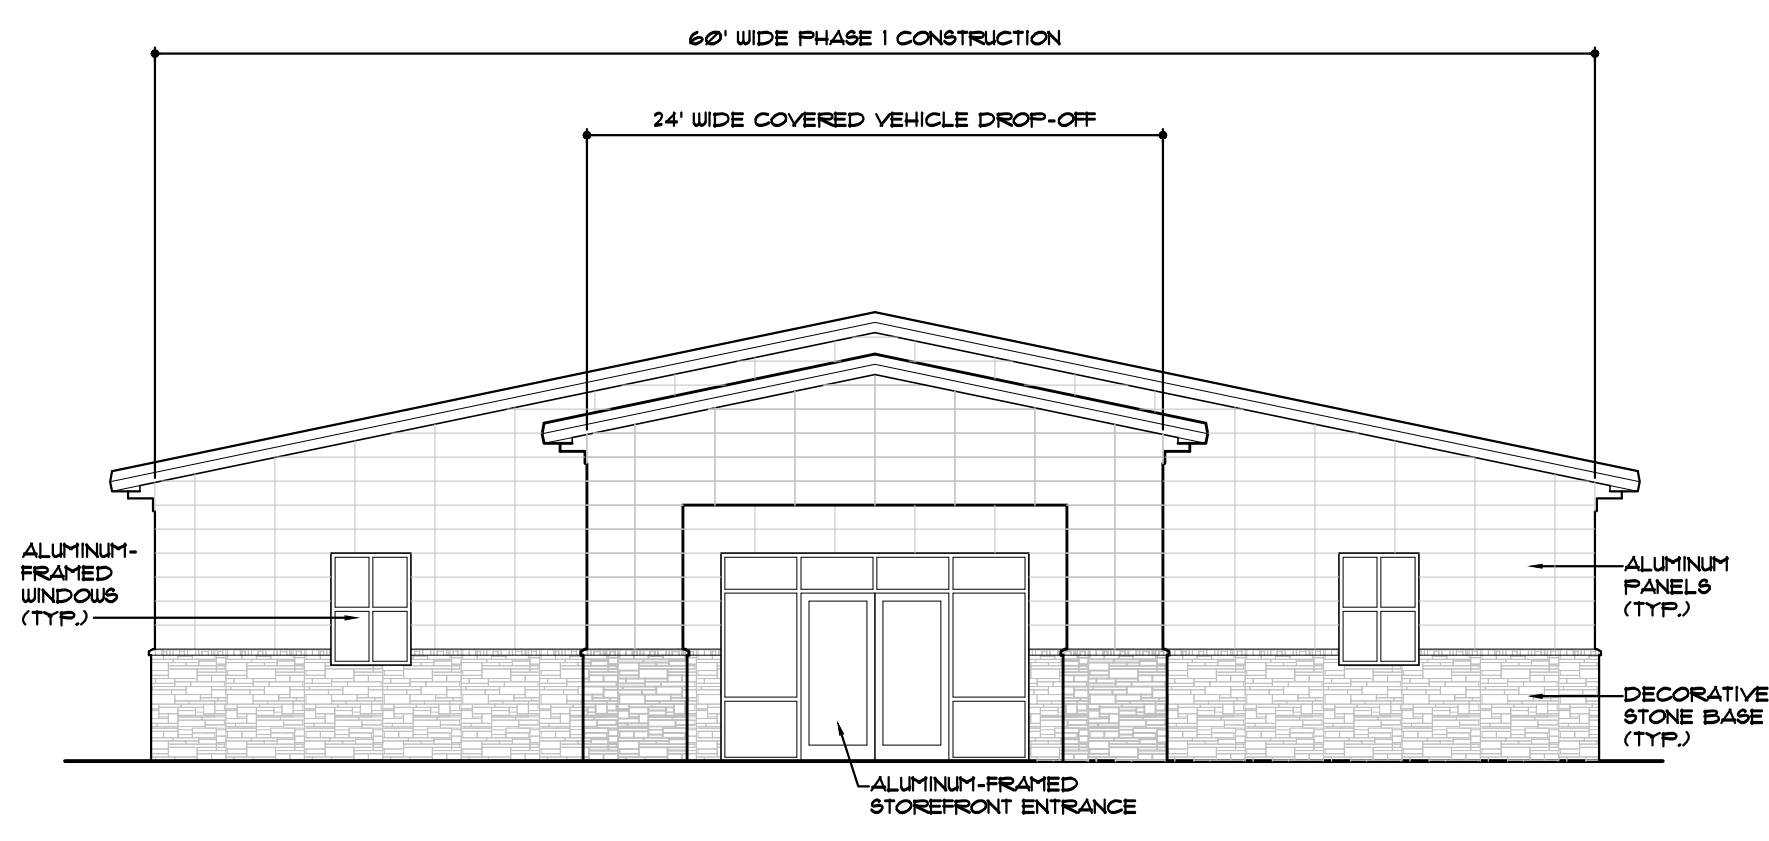 60' WIDE PHASE 1 CONSTRUCTION
24' WIDE COVERED VEHICLE DROP-OFF
ALUMINUM-
FRAMED
WINDOWS
(TYP.)
ALUMINUM
PANELS
(TYP.)
DECORATIVE
STONE BASE
(TYP.)
ALUMINUM-FRAMED
STOREFRONT ENTRANCE